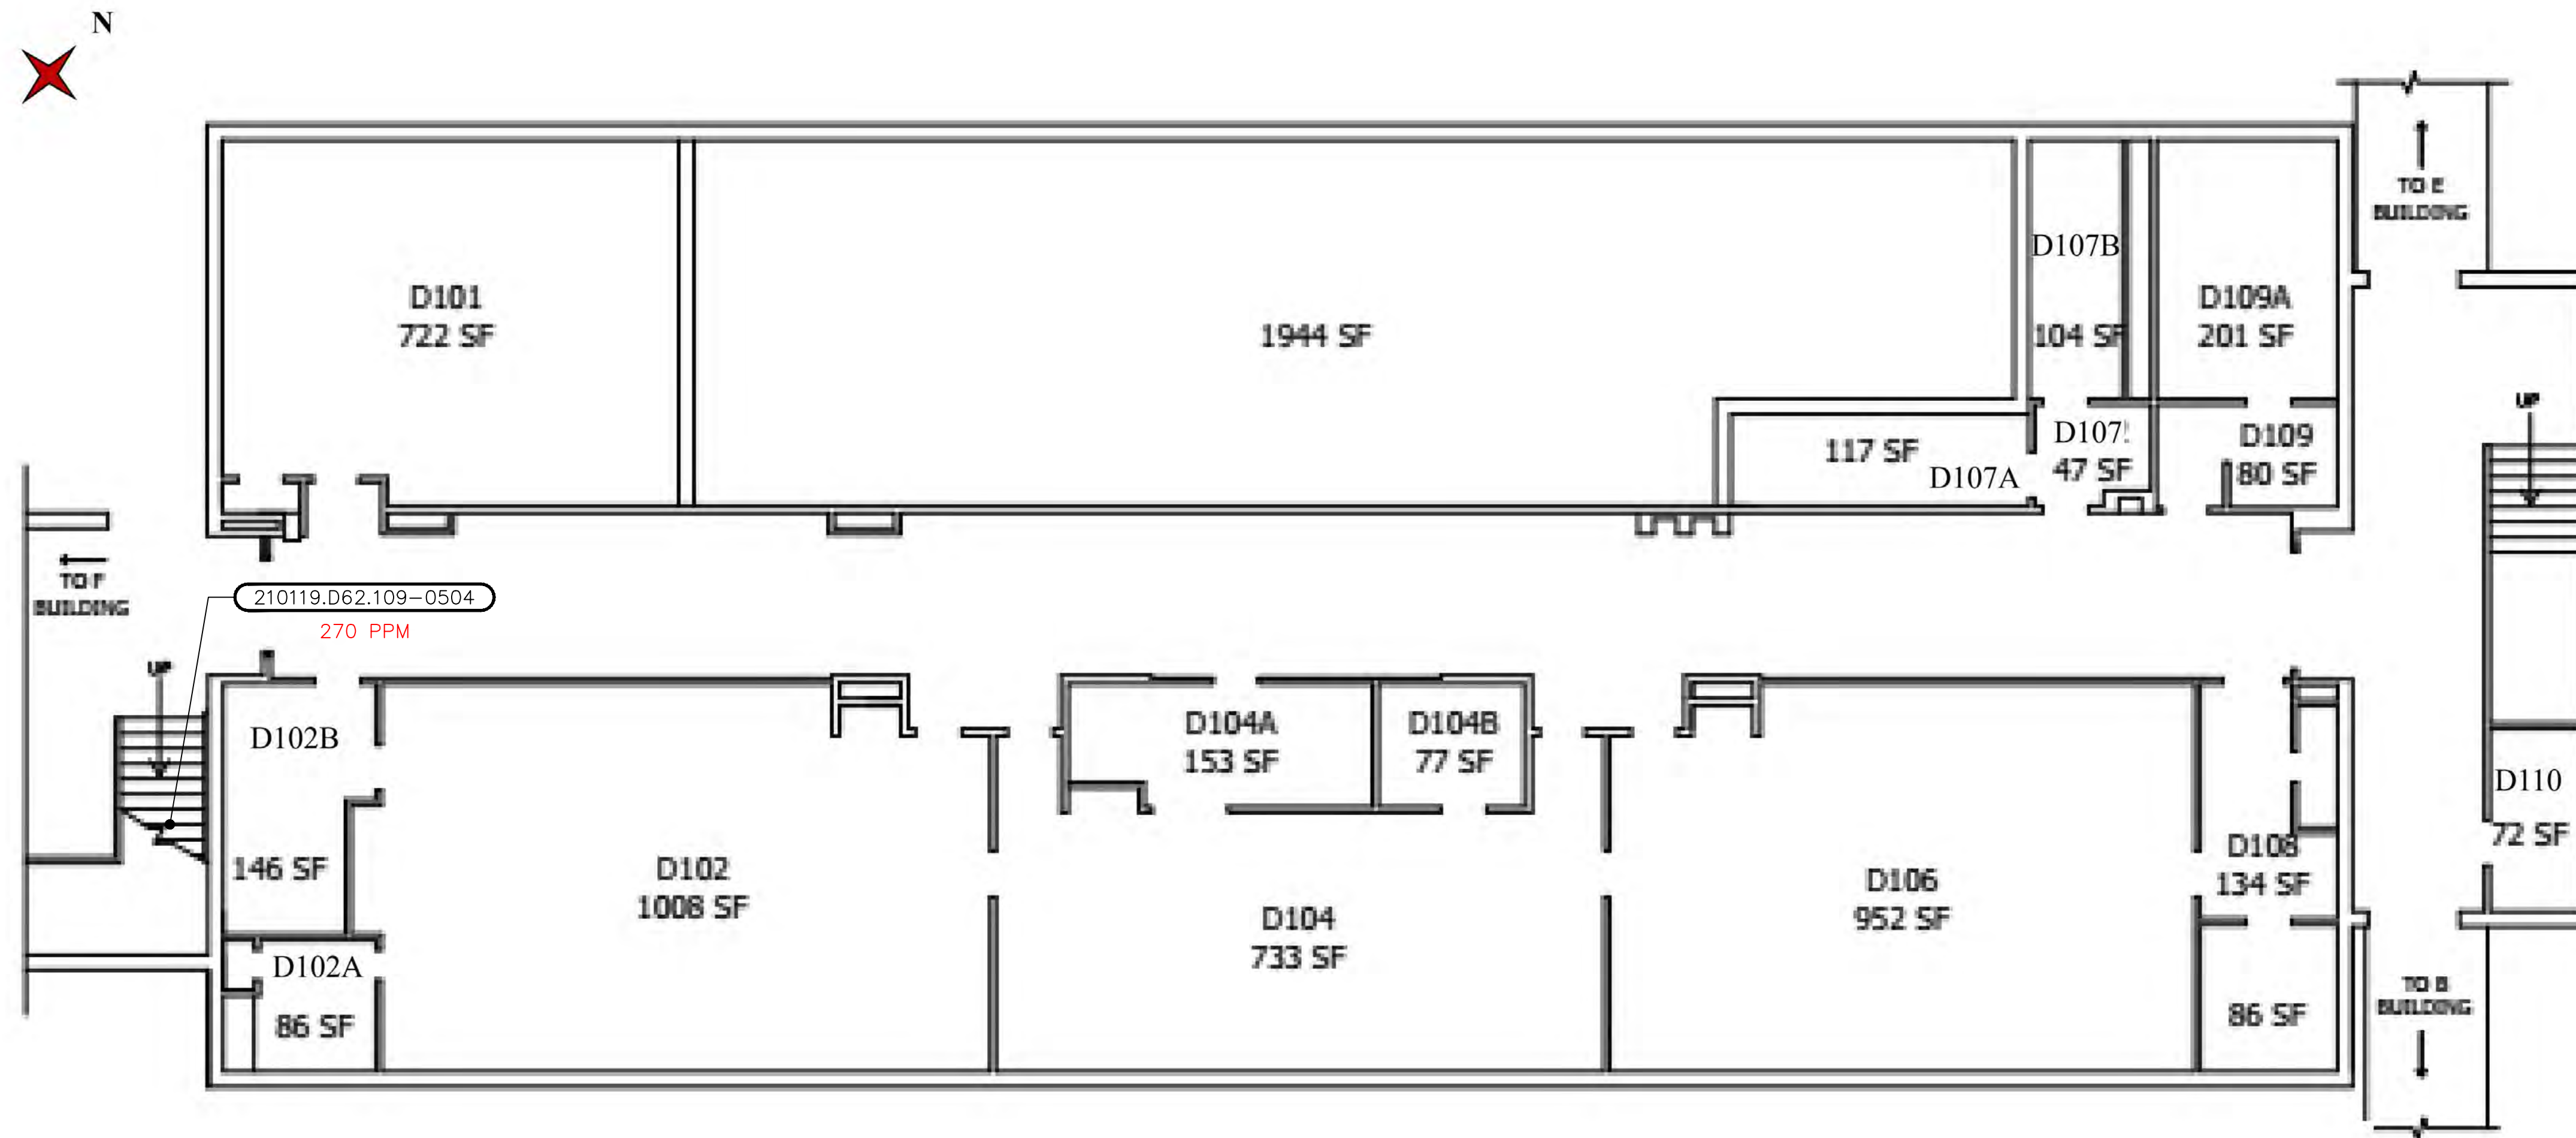 N
TO E
BUILDING
D107B
D101
722 SF
1944 SF
104 SF
D109A
201 SF
UP
117 SF
D107A
D107
47 SF
D109
80 SF
TO F
BUILDING
210119.D62.109-0504
270 PPM
UP
D102B
146 SF
D102
1008 SF
D104A
153 SF
D104B
77 SF
D104
733 SF
D106
952 SF
D108
134 SF
D110
72 SF
D102A
86 SF
86 SF
TO B
BUILDING